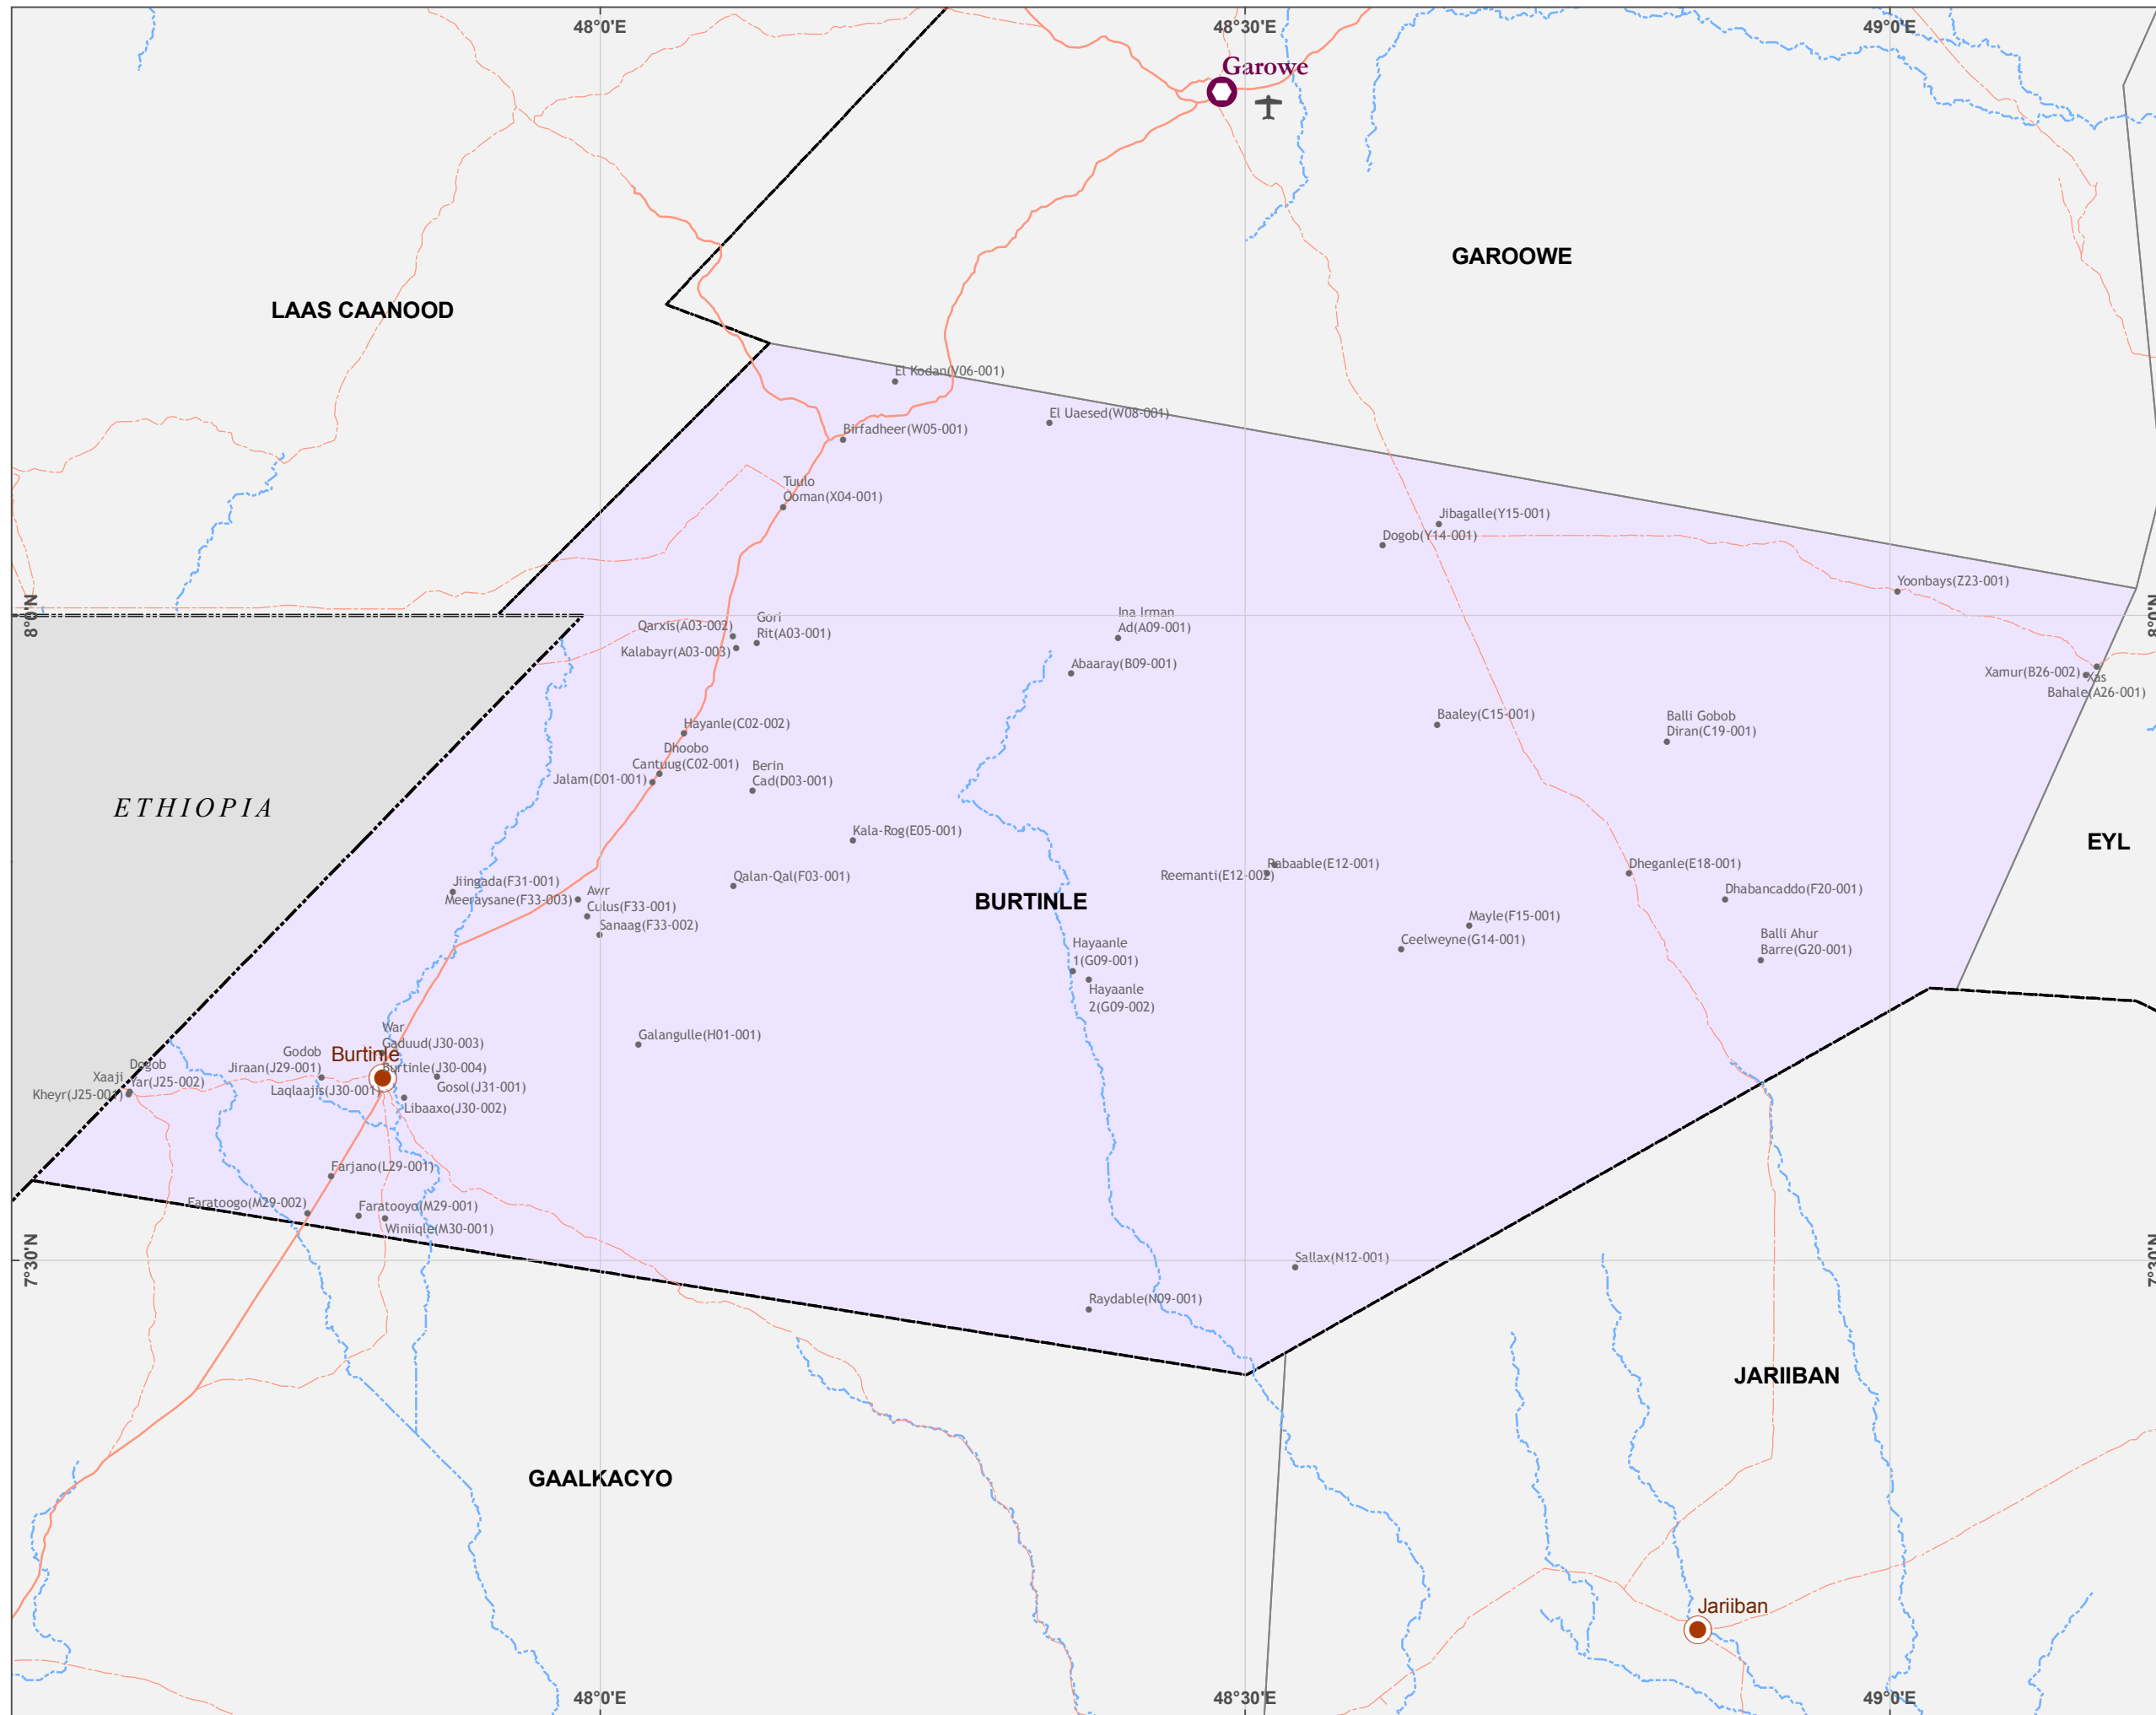 48°0'E
48°30'E
49°0'E
Garowe
GAROOWE
LAAS CAANOOD
El Kodan(V06-001)
El Uaesed(W08-001)
Birfadheer(W05-001)
Tuulo
Ooman(X04-001)
Jibagalle(Y15-001)
Dogob(Y14-001)
Yoonbays(Z23-001)
8°0'N
8°0'N
Qarxis(A03-002)
Gori
Rit(A03-001)
Kalabayr(A03-003)
Ina Irman
Ad(A09-001)
Abaaray(B09-001)
Xamur(B26-002)
Xas
Bahale(A26-001)
Hayanle(C02-002)
Baaley(C15-001)
Balli Gobob
Diran(C19-001)
Dhoobo
Cantuug(C02-001)
Jalam(D01-001)
Berin
Cad(D03-001)
ETHIOPIA
Kala-Rog(E05-001)
EYL
Rabaable(E12-001)
Reemanti(E12-002)
Dheganle(E18-001)
Qalan-Qal(F03-001)
Jiingada(F31-001)
Meeraysane(F33-003)
Awr
Culus(F33-001)
Sanaag(F33-002)
BURTINLE
Dhabancaddo(F20-001)
Mayle(F15-001)
Ceelweyne(G14-001)
Balli Ahur
Barre(G20-001)
Hayaanle
1(G09-001)
Hayaanle
2(G09-002)
Galangulle(H01-001)
War
Gaduud(J30-003)
Burtinle
Burtinle(J30-004)
Godob
Jiraan(J29-001)
Laqlaajis(J30-001)
Gosol(J31-001)
Libaaxo(J30-002)
Dogob
Yar(J25-002)
Xaaji
Kheyr(J25-001)
Farjano(L29-001)
Faratoogo(M29-002)
Faratooyo(M29-001)
Winiiqle(M30-001)
7°30'N
7°30'N
Sallax(N12-001)
Raydable(N09-001)
JARIIBAN
GAALKACYO
Jariiban
48°0'E
48°30'E
49°0'E